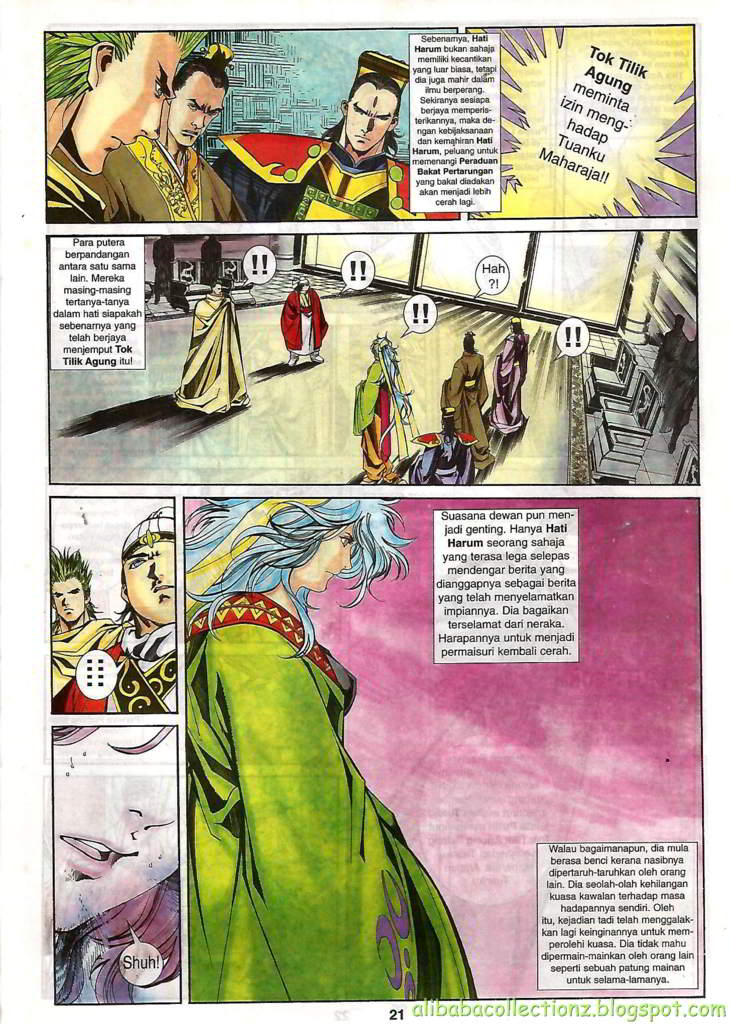 Sebenarnya, Hati
Harum bukan sahaja
memiliki kecantikan
yang luar biasa, tetapi
dia juga mahir dalam
ilmu berperang.
Sekiranya sesiapa
berjaya memperis-
terikannya, maka de-
ngan kebijaksanaan
dan kemahiran Hati
Harum, peluang untuk
memenangi Peraduan
Bakat Pertarungan
yang bakal diadakan
akan menjadi lebih
cerah lagi.
Tok Tilik
Agung
meminta
izin meng-
hadap
Tuanku
Maharaja!!
Para putera
berpandangan
antara satu sama
lain. Mereka
masing-masing
tertanya-tanya
dalam hati siapakah
sebenarnya yang
telah berjaya
menjemput Tok
Tilik Agung itu!
!!
!!
!!
Hah
?!
!!
Suasana dewan pun men-
jadi genting. Hanya Hati
Harum seorang sahaja
yang terasa lega selepas
mendengar berita yang
dianggapnya sebagai berita
yang telah menyelamatkan
impiannya. Dia bagaikan
terselamat dari neraka.
Harapannya untuk menjadi
permaisuri kembali cerah.
!!!
Shuh!
Walau bagaimanapun, dia mula
berasa benci kerana nasibnya
dipertaruh-taruhkan oleh orang
lain. Dia seolah-olah kehilangan
kuasa kawalan terhadap masa
hadapannya sendiri. Oleh
itu, kejadian tadi telah menggalak-
kan lagi keinginannya untuk mem-
perolehi kuasa. Dia tidak mahu
dipermain-mainkan oleh orang lain
seperti sebuah patung mainan
untuk selama-lamanya.
21
alibabacollectionz.blogspot.com